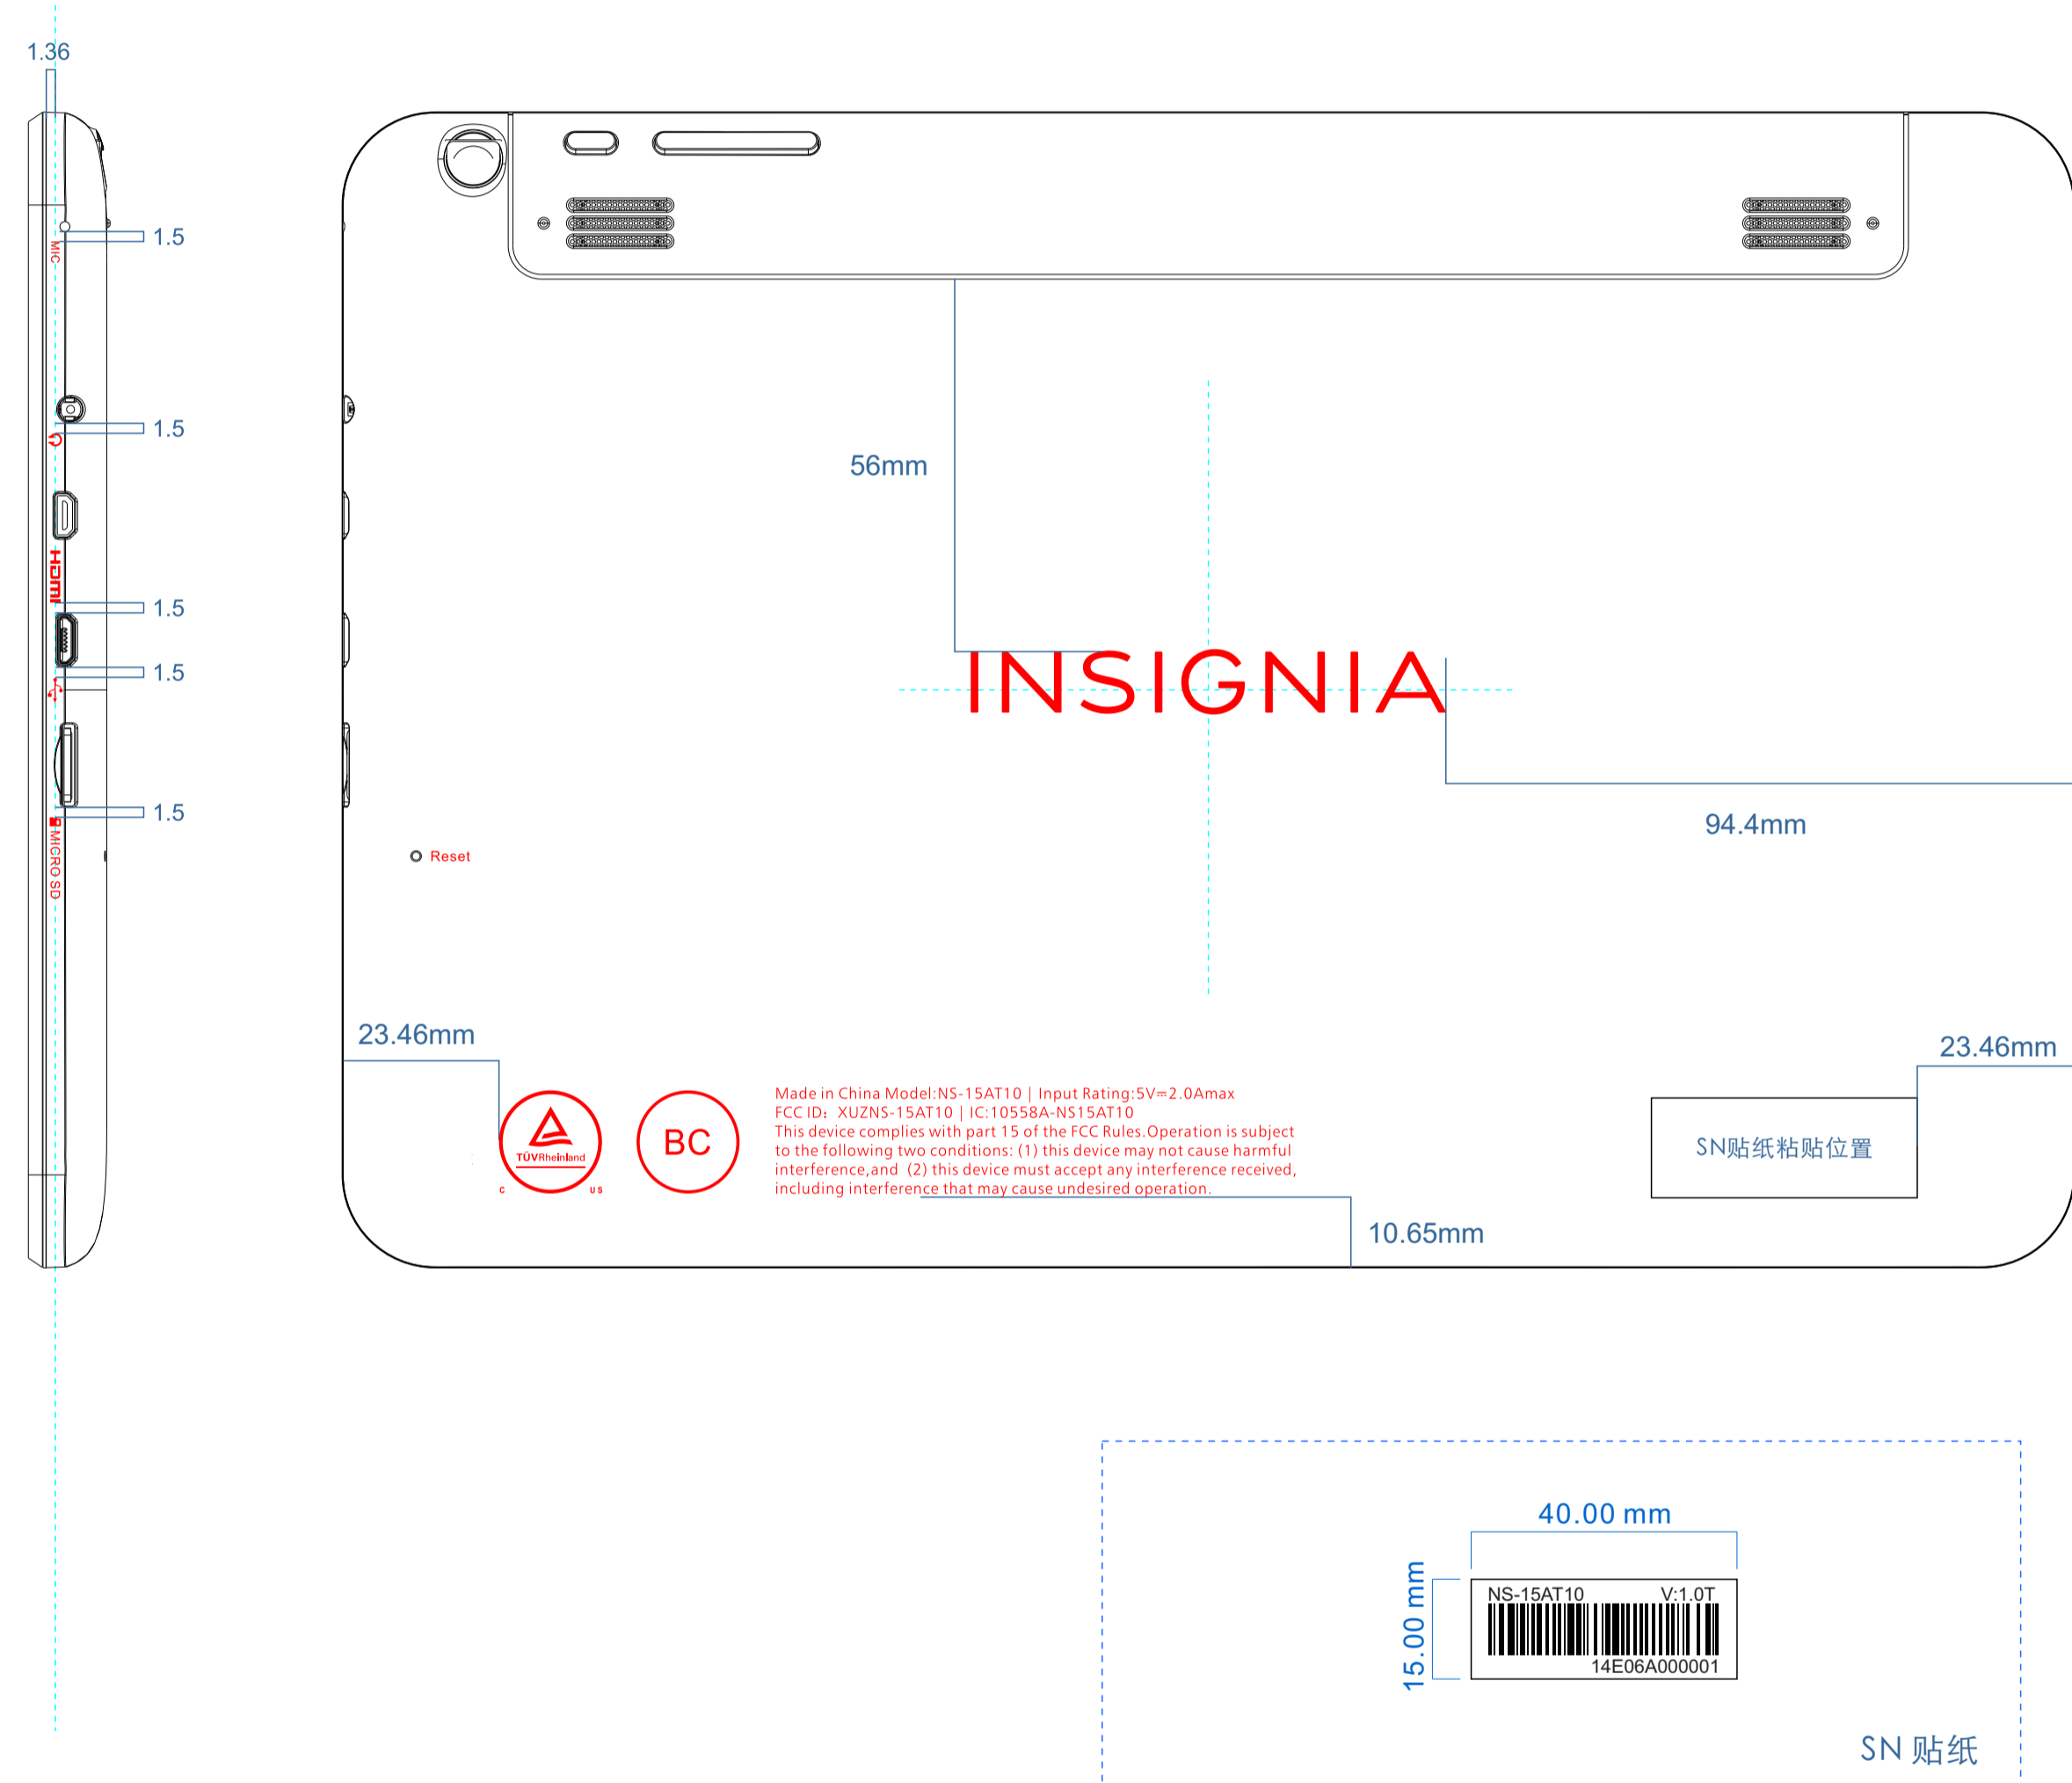 1.36
1.5
MIC
1.5
HDMI
1.5
1.5
1.5
MICRO SD
56mm
INSIGNIA
94.4mm
Reset
23.46mm
23.46mm
TÜVRheinland
C US
BC
Made in China Model:NS-15AT10 | Input Rating:5V⎓2.0Amax
FCC ID：XUZNS-15AT10 | IC:10558A-NS15AT10
This device complies with part 15 of the FCC Rules.Operation is subject
to the following two conditions: (1) this device may not cause harmful
interference,and (2) this device must accept any interference received,
including interference that may cause undesired operation.
SN贴纸粘贴位置
10.65mm
40.00 mm
15.00 mm
NS-15AT10 V:1.0T
14E06A000001
SN 贴纸